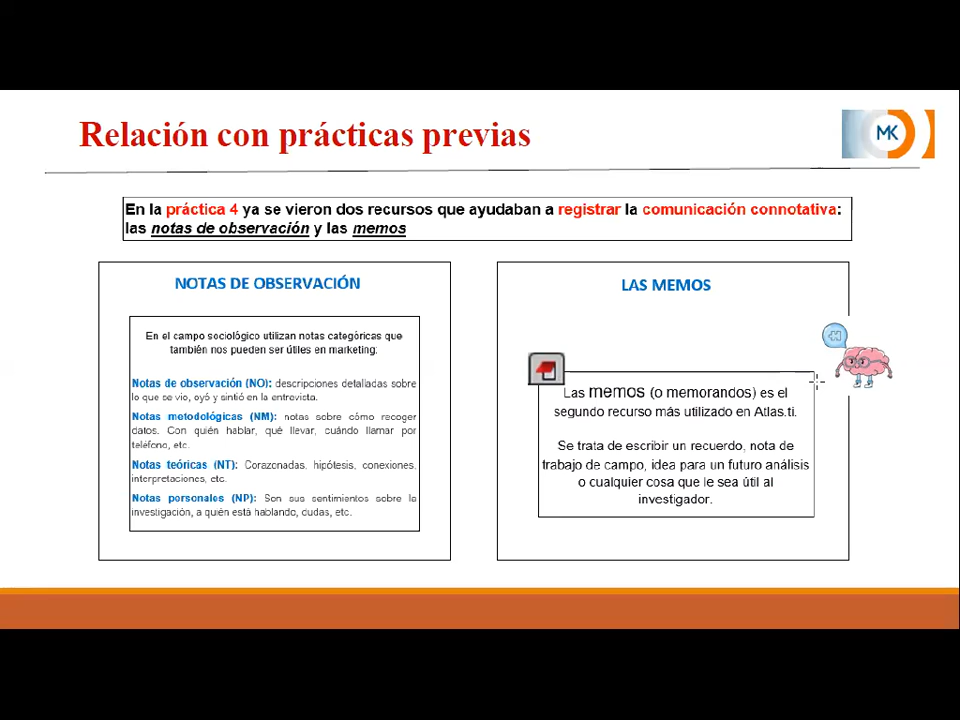 Relación con prácticas previas
MK
En la práctica 4 ya se vieron dos recursos que ayudaban a registrar la comunicación connotativa:
las notas de observación y las memos
NOTAS DE OBSERVACIÓN
En el campo sociológico utilizan notas categóricas que
también nos pueden ser útiles en marketing:
Notas de observación (NO): descripciones detalladas sobre
lo que se vio, oyó y sintió en la entrevista.
Notas metodológicas (NM): notas sobre cómo recoger
datos. Con quién hablar, qué llevar, cuándo llamar por
teléfono, etc.
Notas teóricas (NT): Corazonadas, hipótesis, conexiones,
interpretaciones, etc.
Notas personales (NP): Son sus sentimientos sobre la
investigación, a quién está hablando, dudas, etc.
LAS MEMOS
Las memos (o memorandos) es el
segundo recurso más utilizado en Atlas.ti.
Se trata de escribir un recuerdo, nota de
trabajo de campo, idea para un futuro análisis
o cualquier cosa que le sea útil al
investigador.